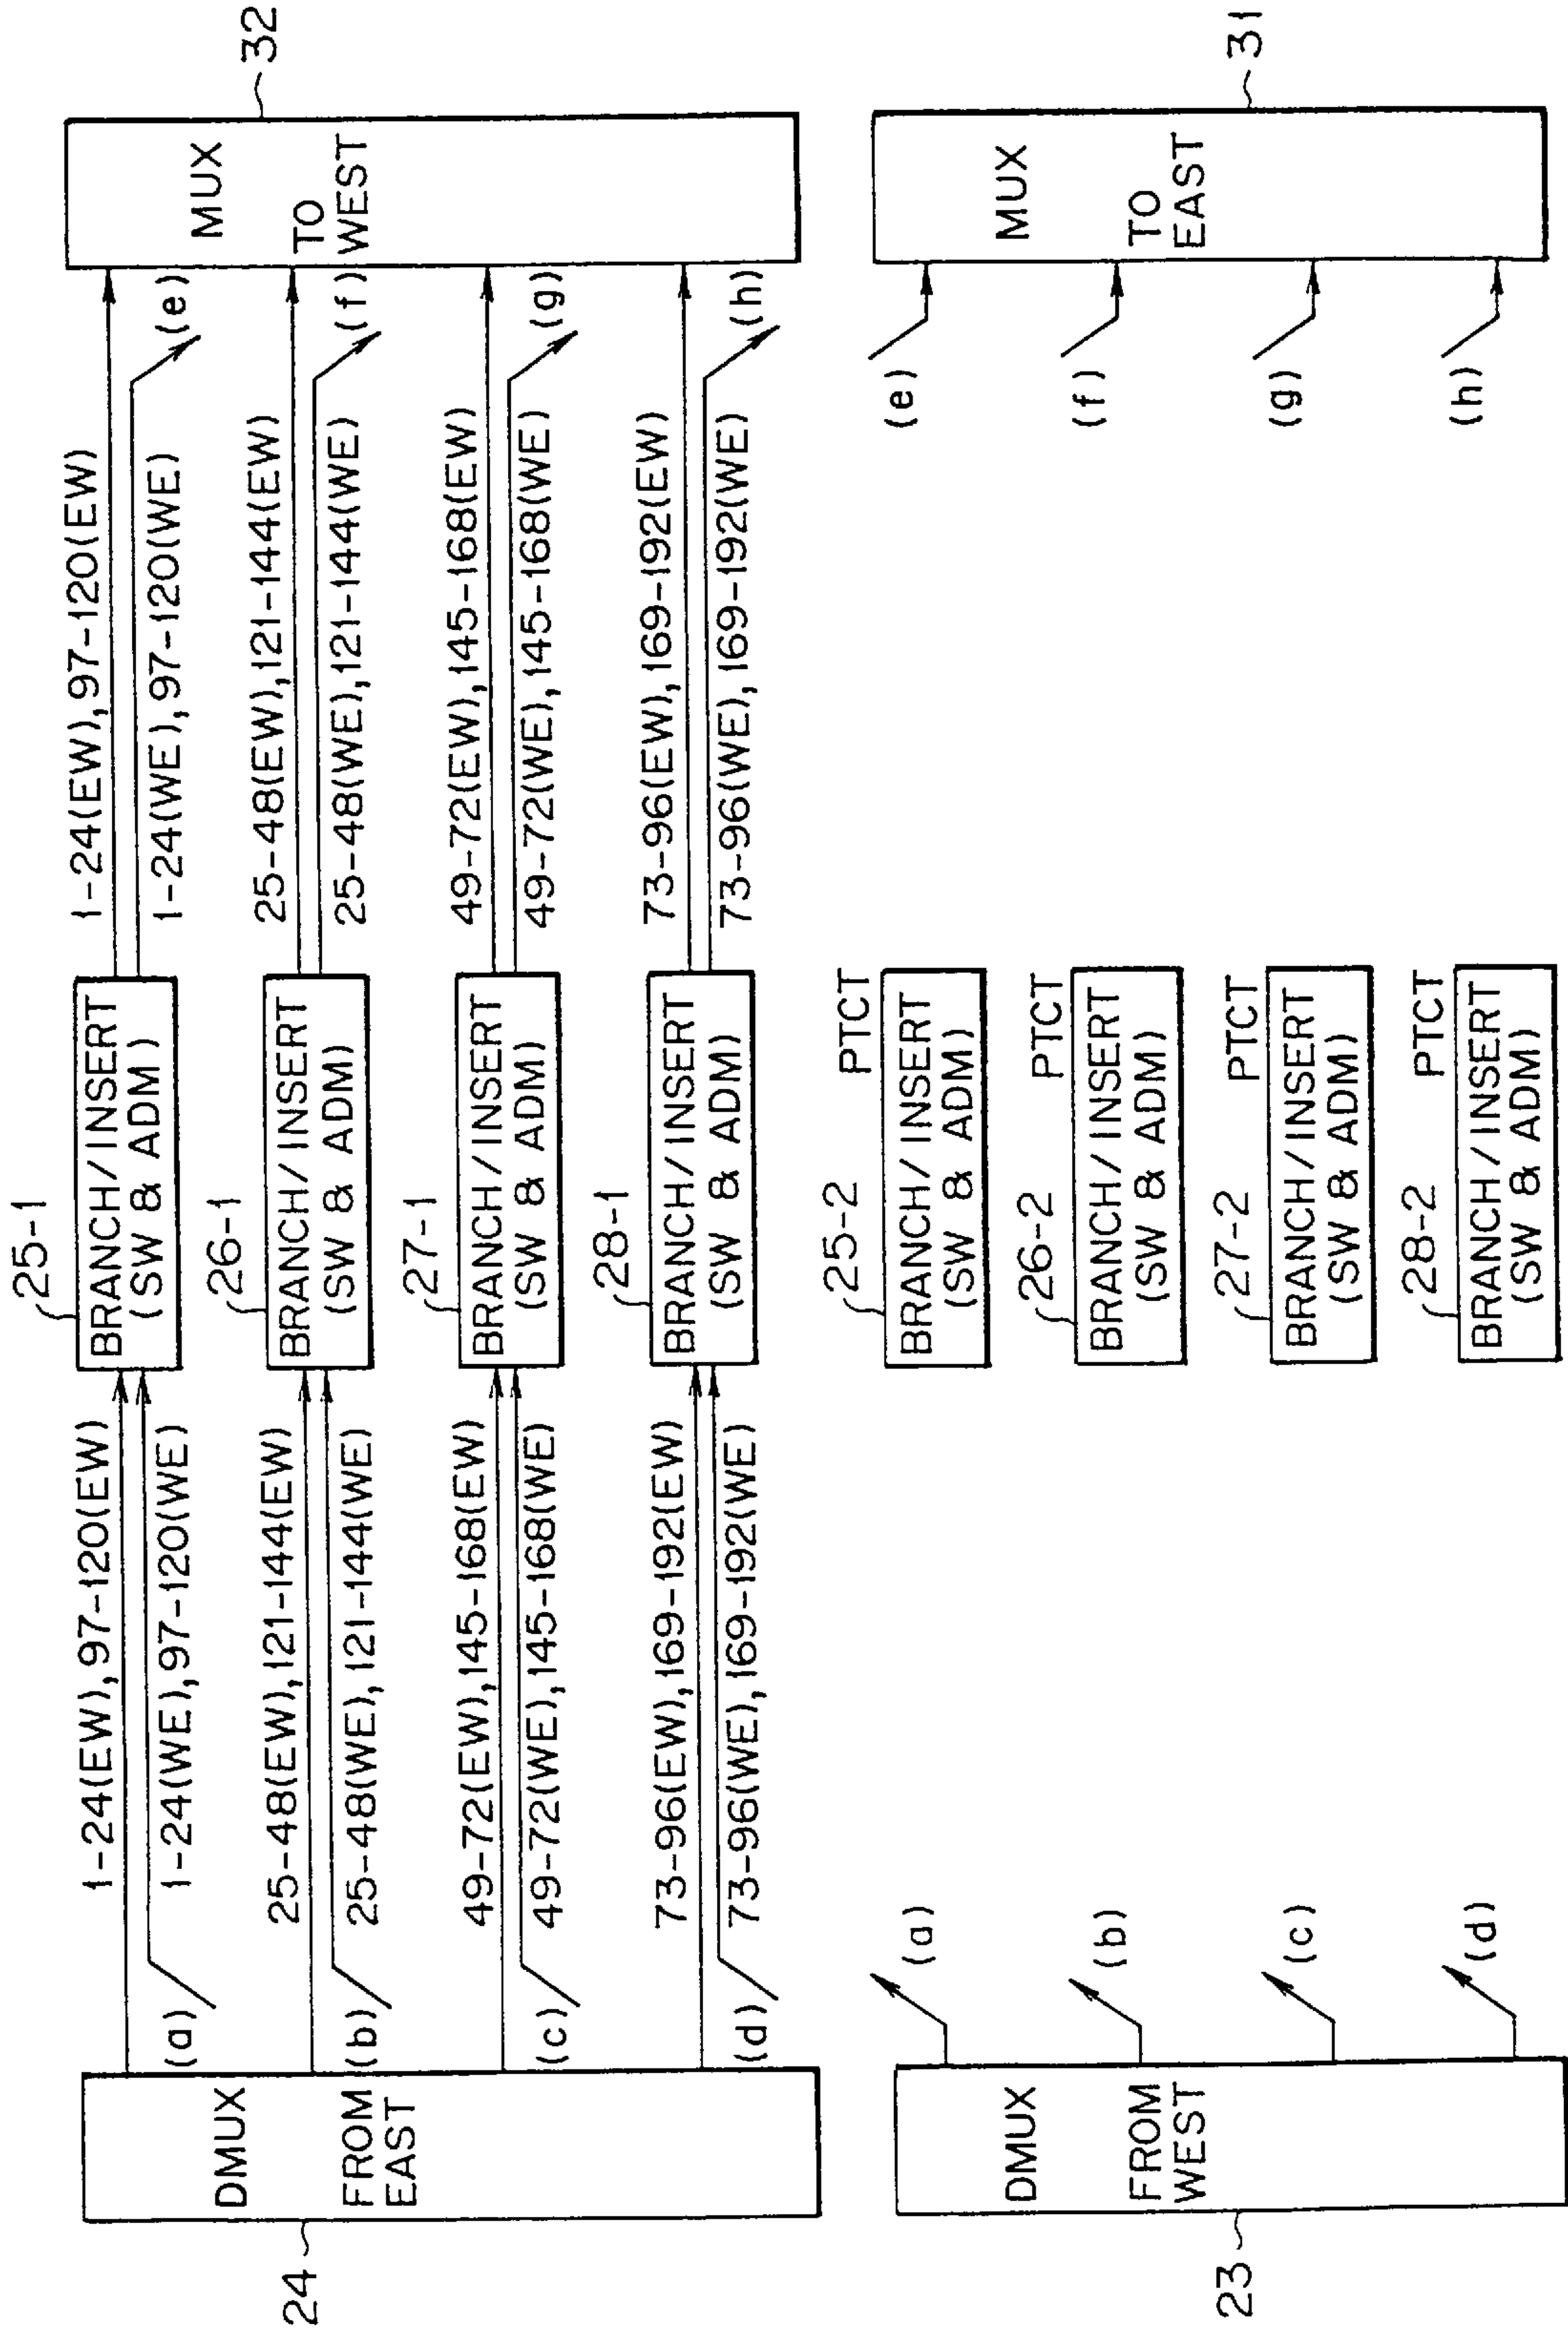 24
DMUX
FROM
EAST
1-24(EW),97-120(EW)
(a)
1-24(WE),97-120(WE)
25-48(EW),121-144(EW)
(b)
25-48(WE),121-144(WE)
49-72(EW),145-168(EW)
(c)
49-72(WE),145-168(WE)
73-96(EW),169-192(EW)
(d)
73-96(WE),169-192(WE)
25-1
BRANCH/INSERT
(SW & ADM)
26-1
BRANCH/INSERT
(SW & ADM)
27-1
BRANCH/INSERT
(SW & ADM)
28-1
BRANCH/INSERT
(SW & ADM)
1-24(EW),97-120(EW)
1-24(WE),97-120(WE)
(e)
25-48(EW),121-144(EW)
25-48(WE),121-144(WE)
(f)
49-72(EW),145-168(EW)
49-72(WE),145-168(WE)
(g)
73-96(EW),169-192(EW)
73-96(WE),169-192(WE)
(h)
32
MUX
TO
WEST
23
DMUX
FROM
WEST
(a)
(b)
(c)
(d)
25-2
PTCT
BRANCH/INSERT
(SW & ADM)
26-2
PTCT
BRANCH/INSERT
(SW & ADM)
27-2
PTCT
BRANCH/INSERT
(SW & ADM)
28-2
PTCT
BRANCH/INSERT
(SW & ADM)
(e)
(f)
(g)
(h)
31
MUX
TO
EAST